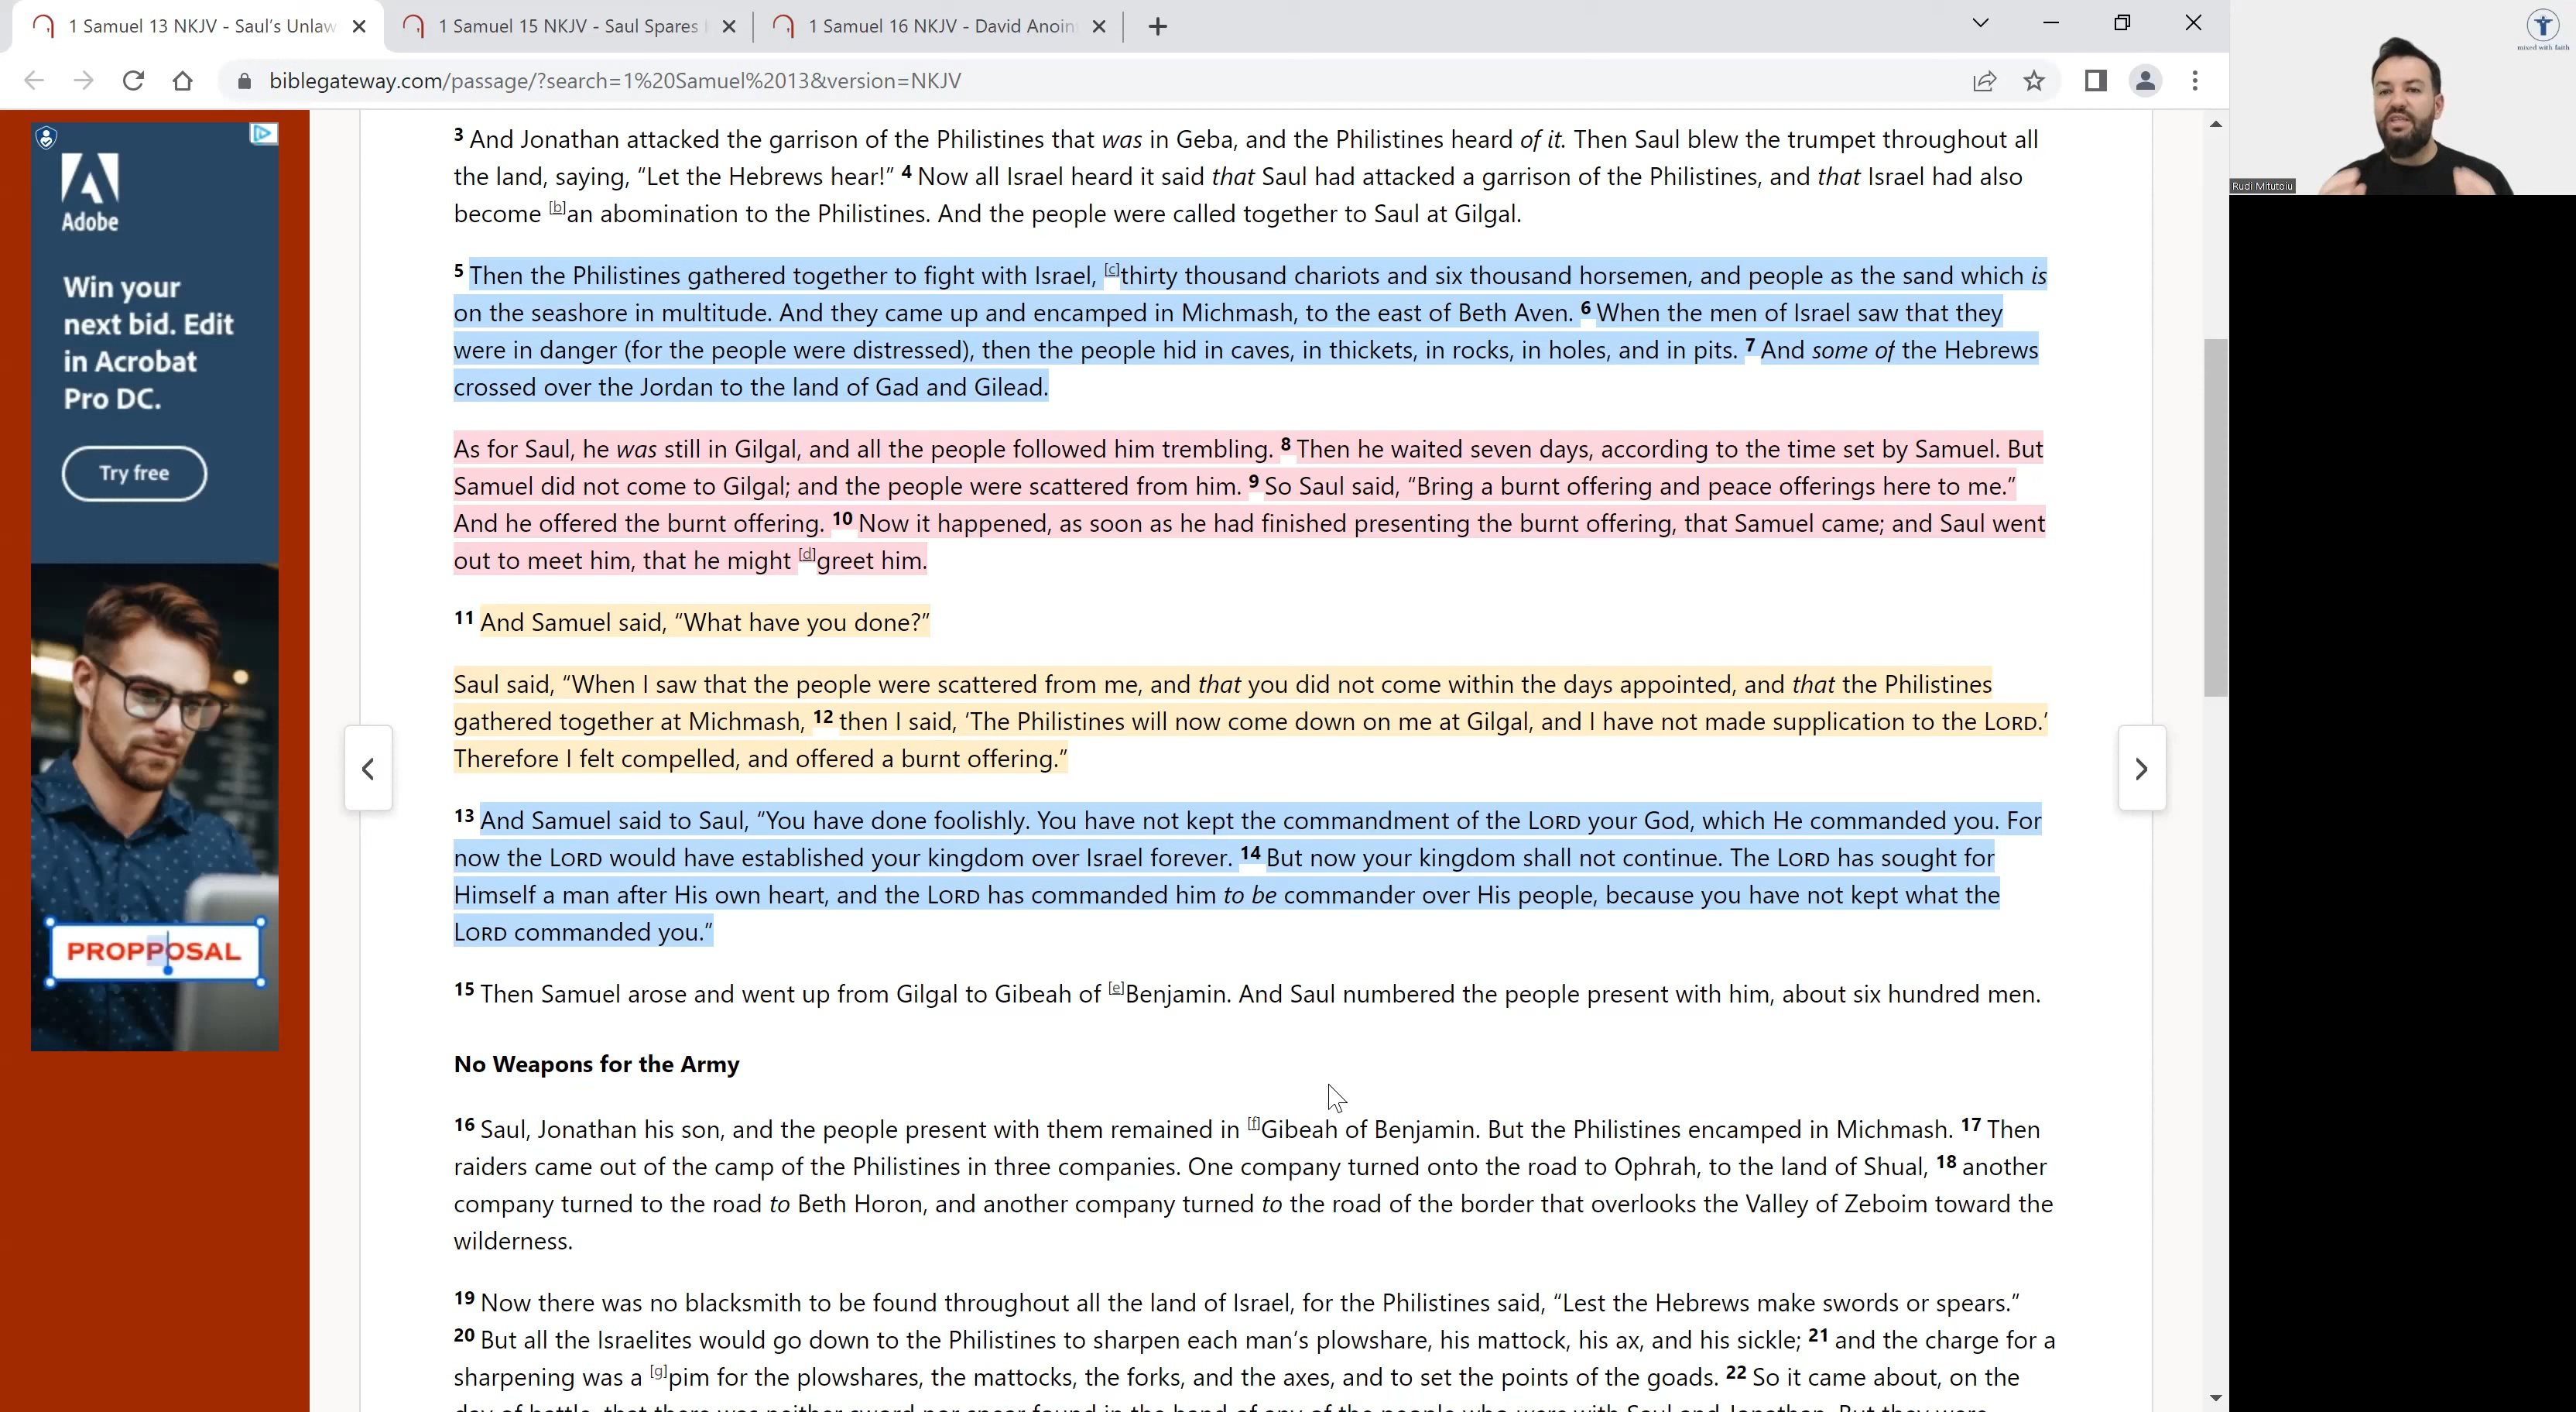 1 Samuel 13 NKJV - Saul's Unlaw
1 Samuel 15 NKJV - Saul Spares
1 Samuel 16 NKJV - David Anoin
biblegateway.com/passage/?search=1%20Samuel%2013&version=NKJV
mixed with faith
Rudi Mitutoiu
Adobe
Win your
next bid. Edit
in Acrobat
Pro DC.
Try free
PROPPOSAL
3 And Jonathan attacked the garrison of the Philistines that was in Geba, and the Philistines heard of it. Then Saul blew the trumpet throughout all
the land, saying, “Let the Hebrews hear!” 4 Now all Israel heard it said that Saul had attacked a garrison of the Philistines, and that Israel had also
become [b]an abomination to the Philistines. And the people were called together to Saul at Gilgal.
5 Then the Philistines gathered together to fight with Israel, [c]thirty thousand chariots and six thousand horsemen, and people as the sand which is
on the seashore in multitude. And they came up and encamped in Michmash, to the east of Beth Aven. 6 When the men of Israel saw that they
were in danger (for the people were distressed), then the people hid in caves, in thickets, in rocks, in holes, and in pits. 7 And some of the Hebrews
crossed over the Jordan to the land of Gad and Gilead.
As for Saul, he was still in Gilgal, and all the people followed him trembling. 8 Then he waited seven days, according to the time set by Samuel. But
Samuel did not come to Gilgal; and the people were scattered from him. 9 So Saul said, “Bring a burnt offering and peace offerings here to me.”
And he offered the burnt offering. 10 Now it happened, as soon as he had finished presenting the burnt offering, that Samuel came; and Saul went
out to meet him, that he might [d]greet him.
11 And Samuel said, “What have you done?”
Saul said, “When I saw that the people were scattered from me, and that you did not come within the days appointed, and that the Philistines
gathered together at Michmash, 12 then I said, ‘The Philistines will now come down on me at Gilgal, and I have not made supplication to the LORD.’
Therefore I felt compelled, and offered a burnt offering.”
13 And Samuel said to Saul, “You have done foolishly. You have not kept the commandment of the LORD your God, which He commanded you. For
now the LORD would have established your kingdom over Israel forever. 14 But now your kingdom shall not continue. The LORD has sought for
Himself a man after His own heart, and the LORD has commanded him to be commander over His people, because you have not kept what the
LORD commanded you.”
15 Then Samuel arose and went up from Gilgal to Gibeah of [e]Benjamin. And Saul numbered the people present with him, about six hundred men.
No Weapons for the Army
16 Saul, Jonathan his son, and the people present with them remained in [f]Gibeah of Benjamin. But the Philistines encamped in Michmash. 17 Then
raiders came out of the camp of the Philistines in three companies. One company turned onto the road to Ophrah, to the land of Shual, 18 another
company turned to the road to Beth Horon, and another company turned to the road of the border that overlooks the Valley of Zeboim toward the
wilderness.
19 Now there was no blacksmith to be found throughout all the land of Israel, for the Philistines said, “Lest the Hebrews make swords or spears.”
20 But all the Israelites would go down to the Philistines to sharpen each man’s plowshare, his mattock, his ax, and his sickle; 21 and the charge for a
sharpening was a [g]pim for the plowshares, the mattocks, the forks, and the axes, and to set the points of the goads. 22 So it came about, on the